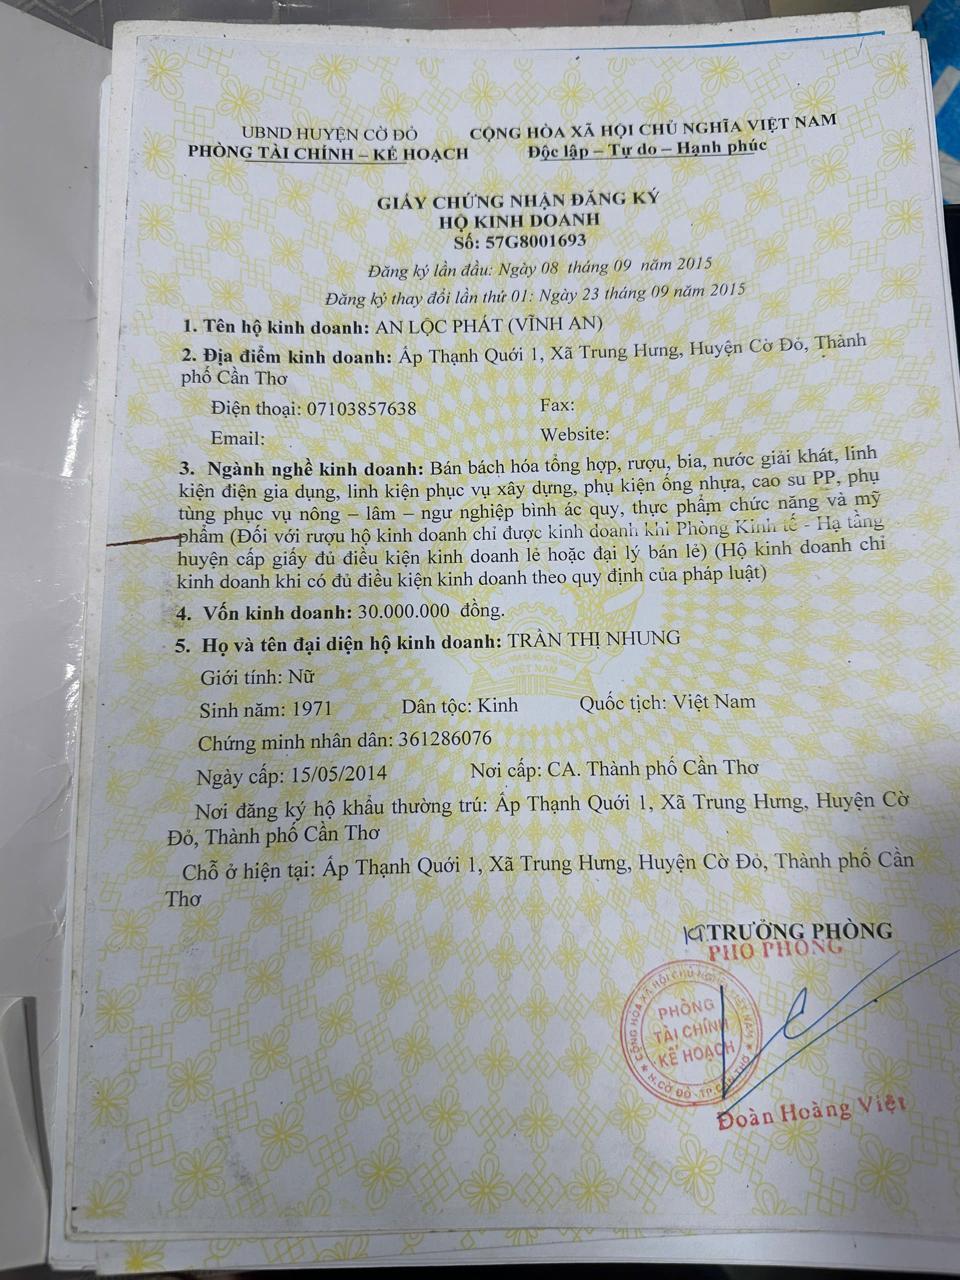 UBND HUYỆN CỜ ĐỎ
PHÒNG TÀI CHÍNH – KẾ HOẠCH
CỘNG HÒA XÃ HỘI CHỦ NGHĨA VIỆT NAM
Độc lập – Tự do – Hạnh phúc
GIẤY CHỨNG NHẬN ĐĂNG KÝ
HỘ KINH DOANH
Số: 57G8001693
Đăng ký lần đầu: Ngày 08 tháng 09 năm 2015
Đăng ký thay đổi lần thứ 01: Ngày 23 tháng 09 năm 2015
1. Tên hộ kinh doanh: AN LỘC PHÁT (VĨNH AN)
2. Địa điểm kinh doanh: Ấp Thạnh Quới 1, Xã Trung Hưng, Huyện Cờ Đỏ, Thành
phố Cần Thơ
Điện thoại: 07103857638 Fax:
Email: Website:
3. Ngành nghề kinh doanh: Bán bách hóa tổng hợp, rượu, bia, nước giải khát, linh
kiện điện gia dụng, linh kiện phục vụ xây dựng, phụ kiện ống nhựa, cao su PP, phụ
tùng phục vụ nông – lâm – ngư nghiệp bình ác quy, thực phẩm chức năng và mỹ
phẩm (Đối với rượu hộ kinh doanh chỉ được kinh doanh khi Phòng Kinh tế - Hạ tầng
huyện cấp giấy đủ điều kiện kinh doanh lẻ hoặc đại lý bán lẻ) (Hộ kinh doanh chỉ
kinh doanh khi có đủ điều kiện kinh doanh theo quy định của pháp luật)
4. Vốn kinh doanh: 30.000.000 đồng.
5. Họ và tên đại diện hộ kinh doanh: TRẦN THỊ NHUNG
Giới tính: Nữ
Sinh năm: 1971 Dân tộc: Kinh Quốc tịch: Việt Nam
Chứng minh nhân dân: 361286076
Ngày cấp: 15/05/2014 Nơi cấp: CA. Thành phố Cần Thơ
Nơi đăng ký hộ khẩu thường trú: Ấp Thạnh Quới 1, Xã Trung Hưng, Huyện Cờ
Đỏ, Thành phố Cần Thơ
Chỗ ở hiện tại: Ấp Thạnh Quới 1, Xã Trung Hưng, Huyện Cờ Đỏ, Thành phố Cần
Thơ
KT.TRƯỞNG PHÒNG
PHÓ PHÒNG
CỘNG HÒA XÃ HỘI CHỦ NGHĨA VIỆT NAM
PHÒNG
TÀI CHÍNH
KẾ HOẠCH
H.CỜ ĐỎ - TP.CẦN THƠ
Đoàn Hoàng Việt